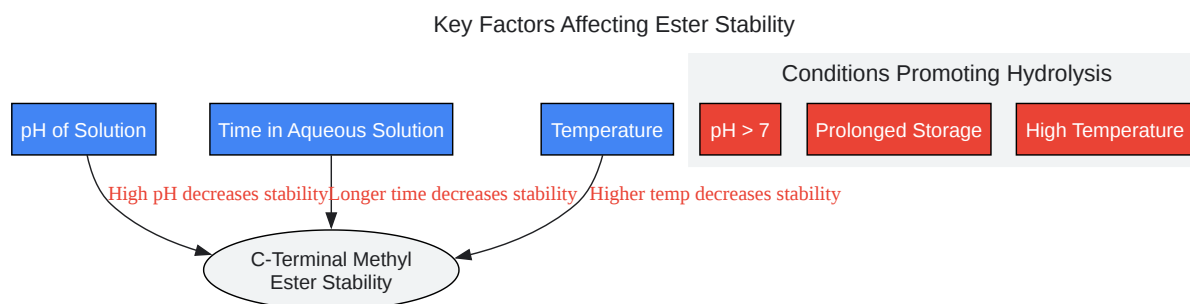 Key Factors Affecting Ester Stability
Conditions Promoting Hydrolysis
pH of Solution
Time in Aqueous Solution
Temperature
pH > 7
Prolonged Storage
High Temperature
High pH decreases stability
Longer time decreases stability
Higher temp decreases stability
C-Terminal Methyl
Ester Stability